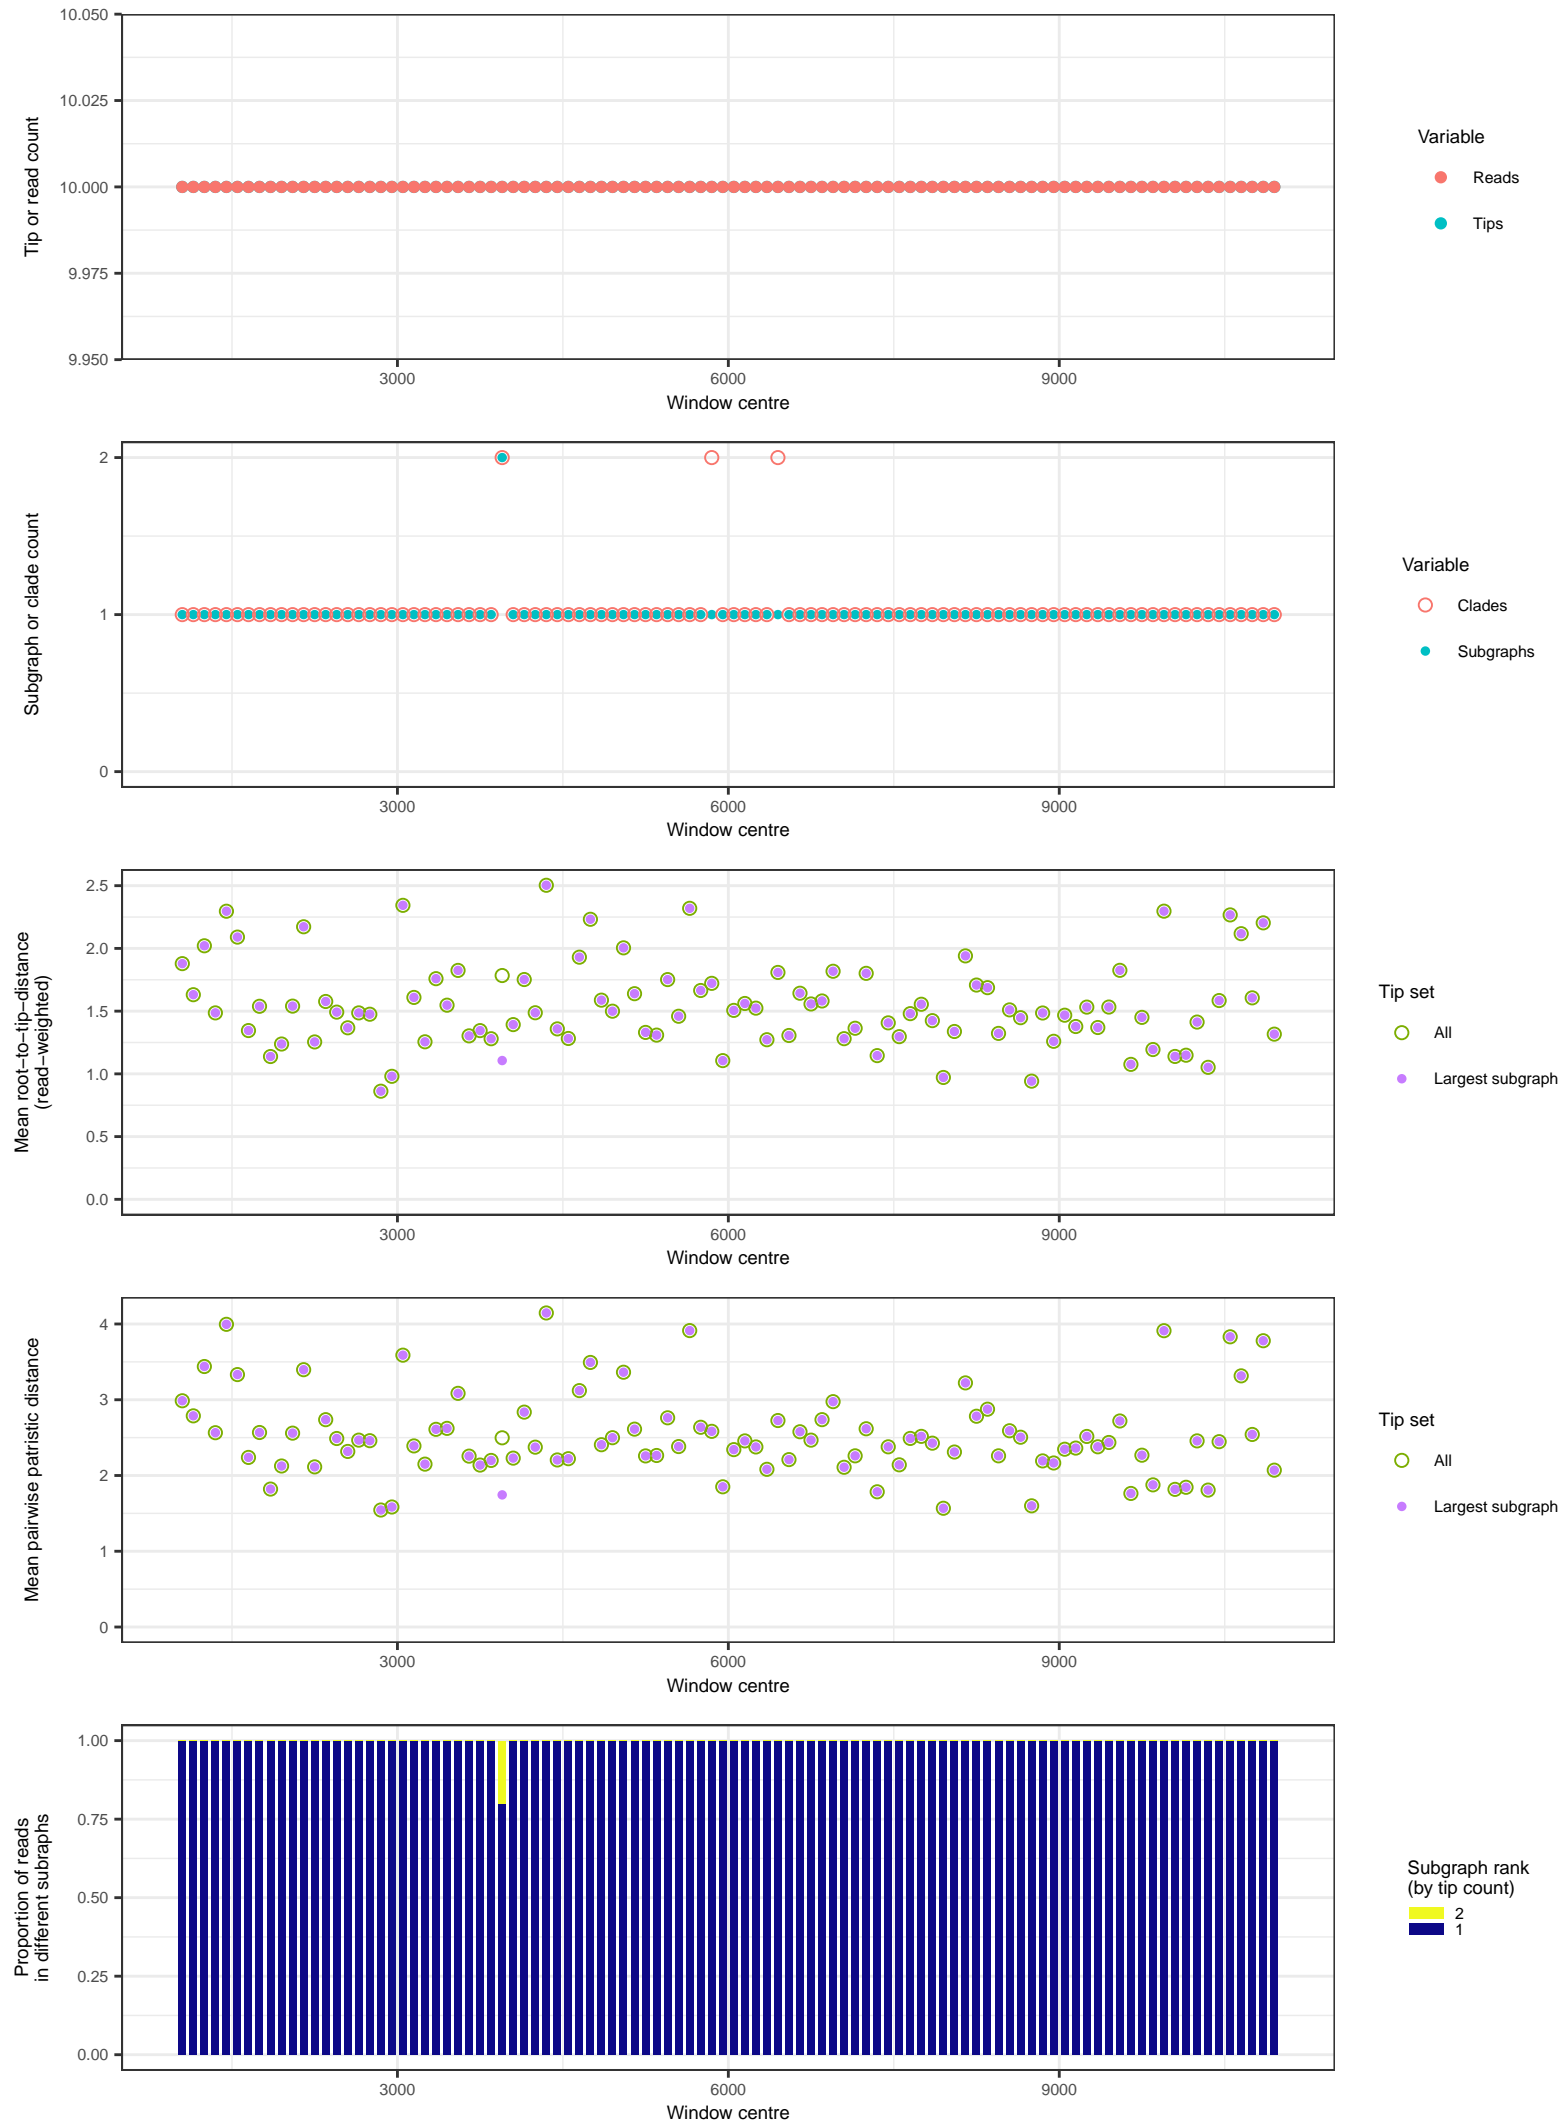 10.050
10.025
10.000
9.975
9.950
Tip or read count
3000
6000
9000
Window centre
Variable
Reads
Tips
2
1
0
Subgraph or clade count
3000
6000
9000
Window centre
Variable
Clades
Subgraphs
2.5
2.0
1.5
1.0
0.5
0.0
Mean root−to−tip−distance
(read−weighted)
3000
6000
9000
Window centre
Tip set
All
Largest subgraph
4
3
2
1
0
Mean pairwise patristic distance
3000
6000
9000
Window centre
Tip set
All
Largest subgraph
1.00
0.75
0.50
0.25
0.00
Proportion of reads
in different subraphs
3000
6000
9000
Window centre
Subgraph rank
(by tip count)
2
1